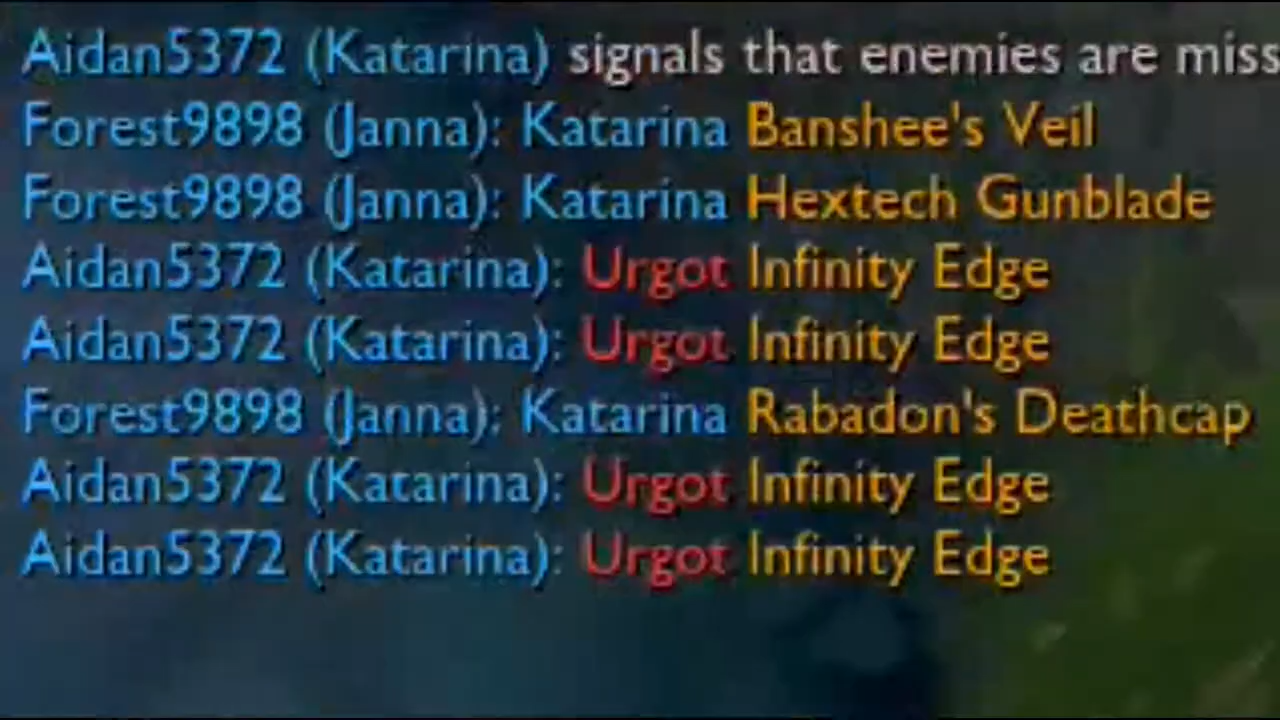 Aidan5372 (Katarina) signals that enemies are miss
Forest9898 (Janna): Katarina Banshee's Veil
Forest9898 (Janna): Katarina Hextech Gunblade
Aidan5372 (Katarina): Urgot Infinity Edge
Aidan5372 (Katarina): Urgot Infinity Edge
Forest9898 (Janna): Katarina Rabadon's Deathcap
Aidan5372 (Katarina): Urgot Infinity Edge
Aidan5372 (Katarina): Urgot Infinity Edge